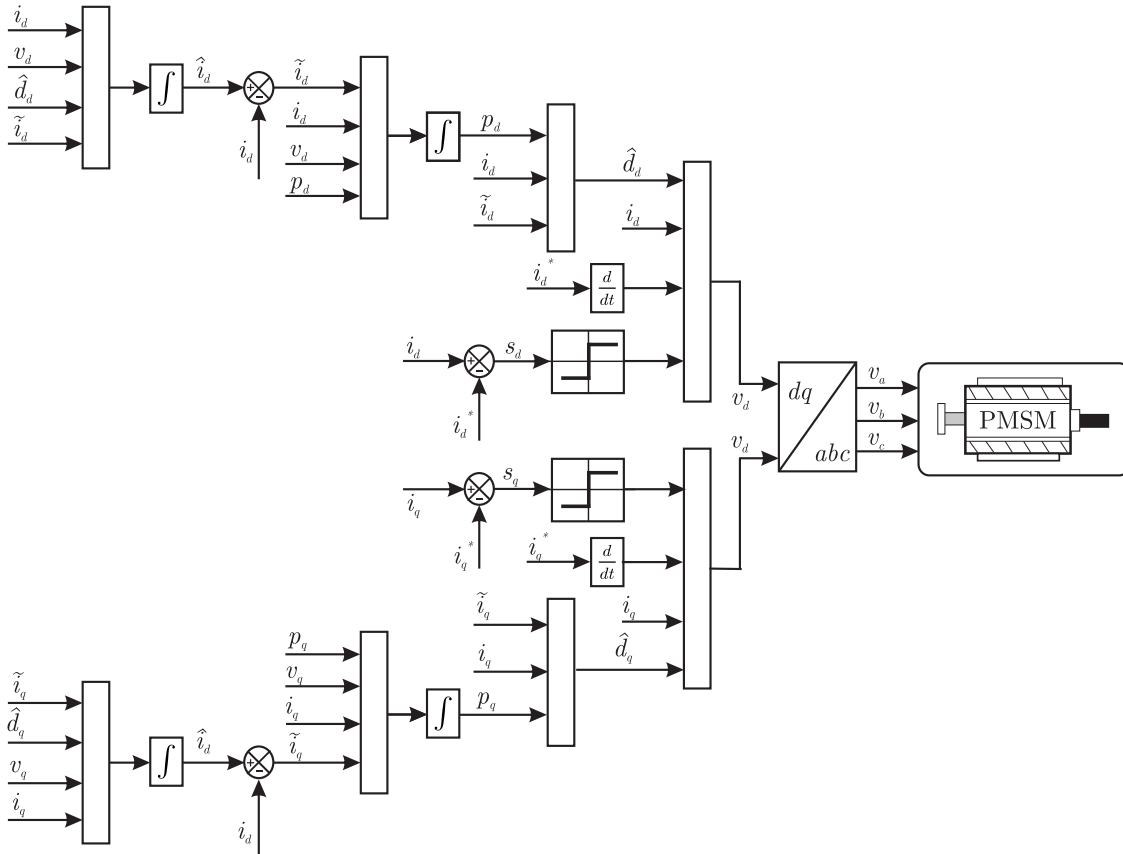 i_d
v_d
d̂_d
ĩ_d
∫
î_d
+
−
i_d
ĩ_d
i_d
v_d
p_d
∫
p_d
i_d
ĩ_d
d̂_d
i_d
i_d^*
d/dt
i_d
+
−
s_d
i_d^*
v_d
dq
abc
v_a
v_b
v_c
PMSM
v_d
i_q
+
−
s_q
i_q^*
i_q^*
d/dt
ĩ_q
i_q
p_q
i_q
d̂_q
p_q
v_q
i_q
ĩ_q
∫
ĩ_q
d̂_q
v_q
i_q
∫
î_d
+
−
i_d